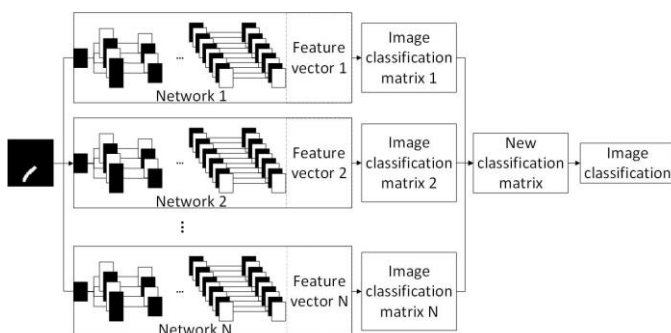 Feature
vector 1
Network 1
Image
classification
matrix 1
Feature
vector 2
Network 2
Image
classification
matrix 2
New
classification
matrix
Image
classification
Feature
vector N
Network N
Image
classification
matrix N